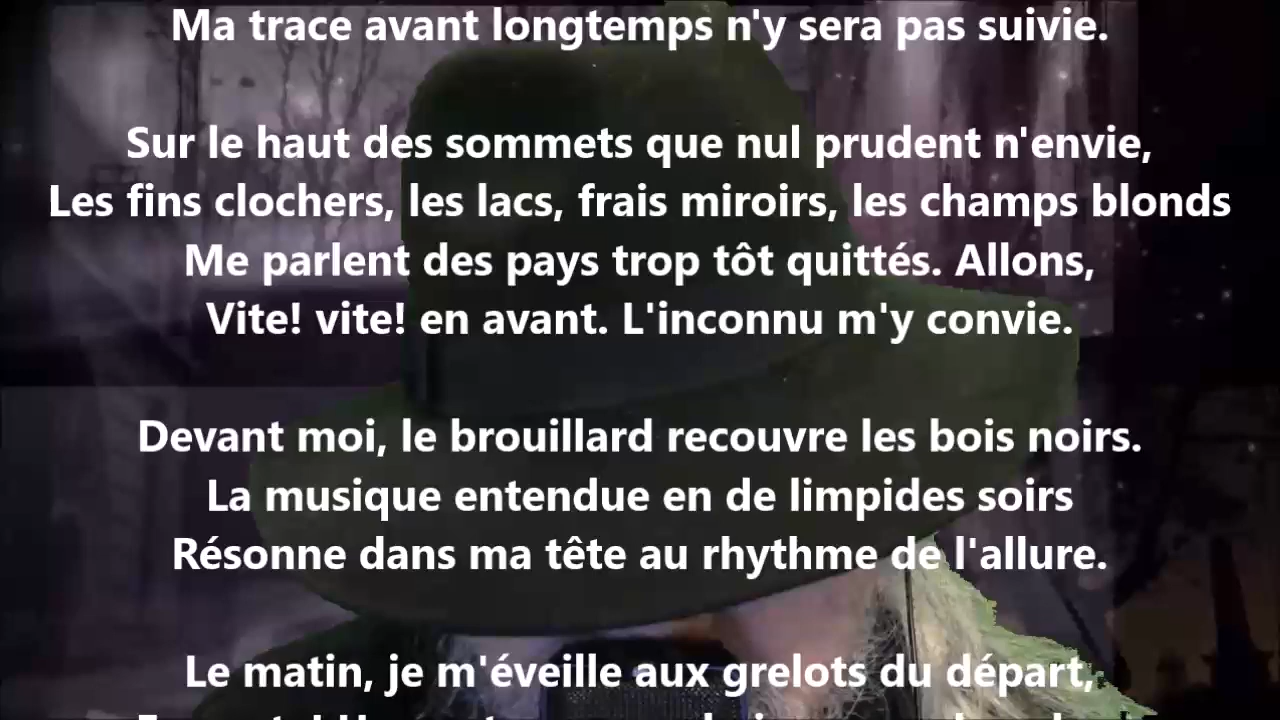 Ma trace avant longtemps n'y sera pas suivie.
Sur le haut des sommets que nul prudent n'envie,
Les fins clochers, les lacs, frais miroirs, les champs blonds
Me parlent des pays trop tôt quittés. Allons,
Vite! vite! en avant. L'inconnu m'y convie.
Devant moi, le brouillard recouvre les bois noirs.
La musique entendue en de limpides soirs
Résonne dans ma tête au rhythme de l'allure.
Le matin, je m'éveille aux grelots du départ,